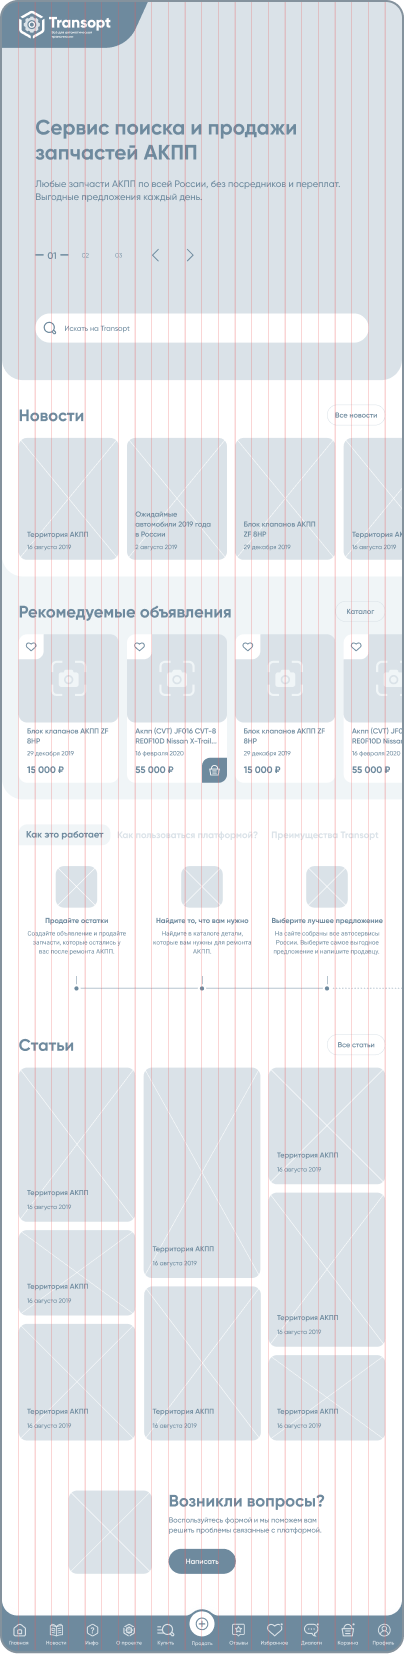 Transopt
Всё для автоматических
трансмиссий
Сервис поиска и продажи
запчастей АКПП
Любые запчасти АКПП по всей России, без посредников и переплат.
Выгодные предложения каждый день.
01 02 03
Искать на Transopt
Новости
Все новости
Территория АКПП
16 августа 2019
Ожидаймые
автомобили 2019 года
в России
2 августа 2019
Блок клапанов АКПП
ZF 8HP
29 декабря 2019
Территория АКП
16 августа 2019
Рекомедуемые объявления
Каталог
Блок клапанов АКПП ZF
8HP
29 декабря 2019
15 000 ₽
Акпп (CVT) JF016 CVT-8
RE0F10D Nissan X-Trail...
16 февраля 2020
55 000 ₽
Блок клапанов АКПП ZF
8HP
29 декабря 2019
15 000 ₽
Акпп (CVT) JF0
RE0F10D Nissan
16 февраля 2020
55 000 ₽
Как это работает
Как пользоваться платформой?
Преимущества Transopt
Продайте остатки
Создайте объявление и продайте
запчасти, которые остались у
вас после ремонта АКПП.
Найдите то, что вам нужно
Найдите в каталоге детали,
которые вам нужны для ремонта
АКПП.
Выберите лучшее предложение
На сайте собраны все автосервисы
России. Выберите самое выгодное
предложение и напишите продавцу.
Статьи
Все статьи
Территория АКПП
16 августа 2019
Территория АКПП
16 августа 2019
Территория АКПП
16 августа 2019
Территория АКПП
16 августа 2019
Территория АКПП
16 августа 2019
Территория АКПП
16 августа 2019
Территория АКПП
16 августа 2019
Территория АКПП
16 августа 2019
Возникли вопросы?
Воспользуйтесь формой и мы поможем вам
решить проблемы связанные с платформой.
Написать
Главная Новости Инфо О проекте Купить Продать Отзывы Избранное Диалоги Корзина Профиль